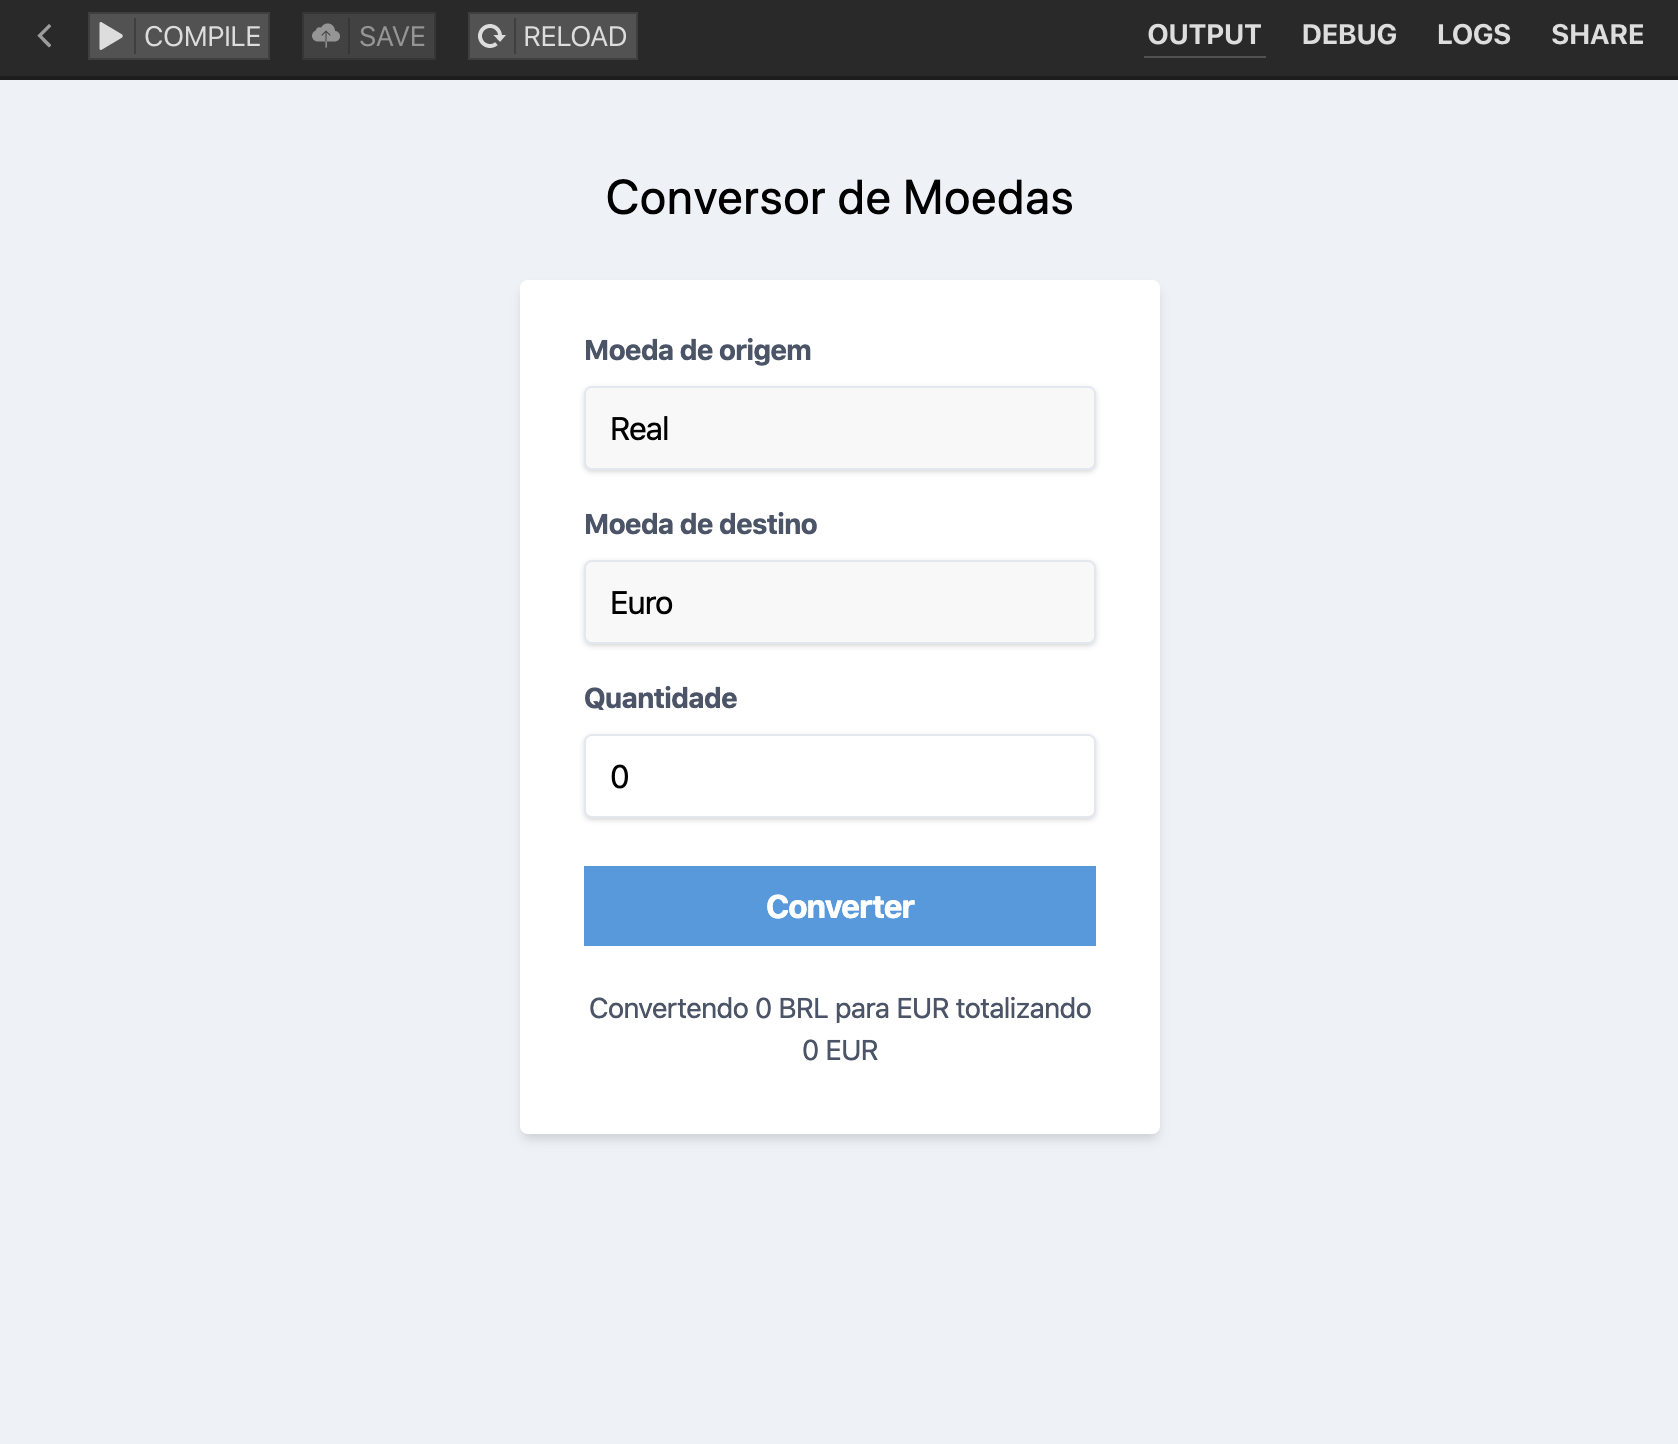 COMPILE SAVE RELOAD OUTPUT DEBUG LOGS SHARE
Conversor de Moedas
Moeda de origem
Real
Moeda de destino
Euro
Quantidade
0
Converter
Convertendo 0 BRL para EUR totalizando
0 EUR